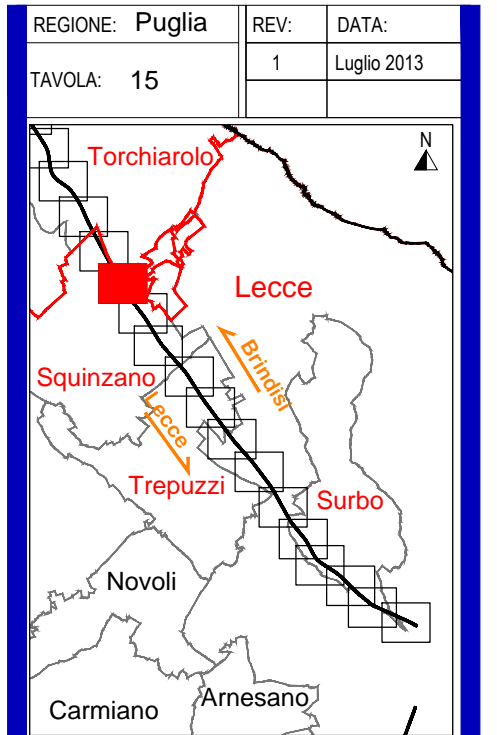 REGIONE: Puglia
REV:
DATA:
1
Luglio 2013
TAVOLA: 15
N
Torchiarolo
Lecce
Brindisi
Squinzano
Lecce
Trepuzzi
Surbo
Novoli
Arnesano
Carmiano